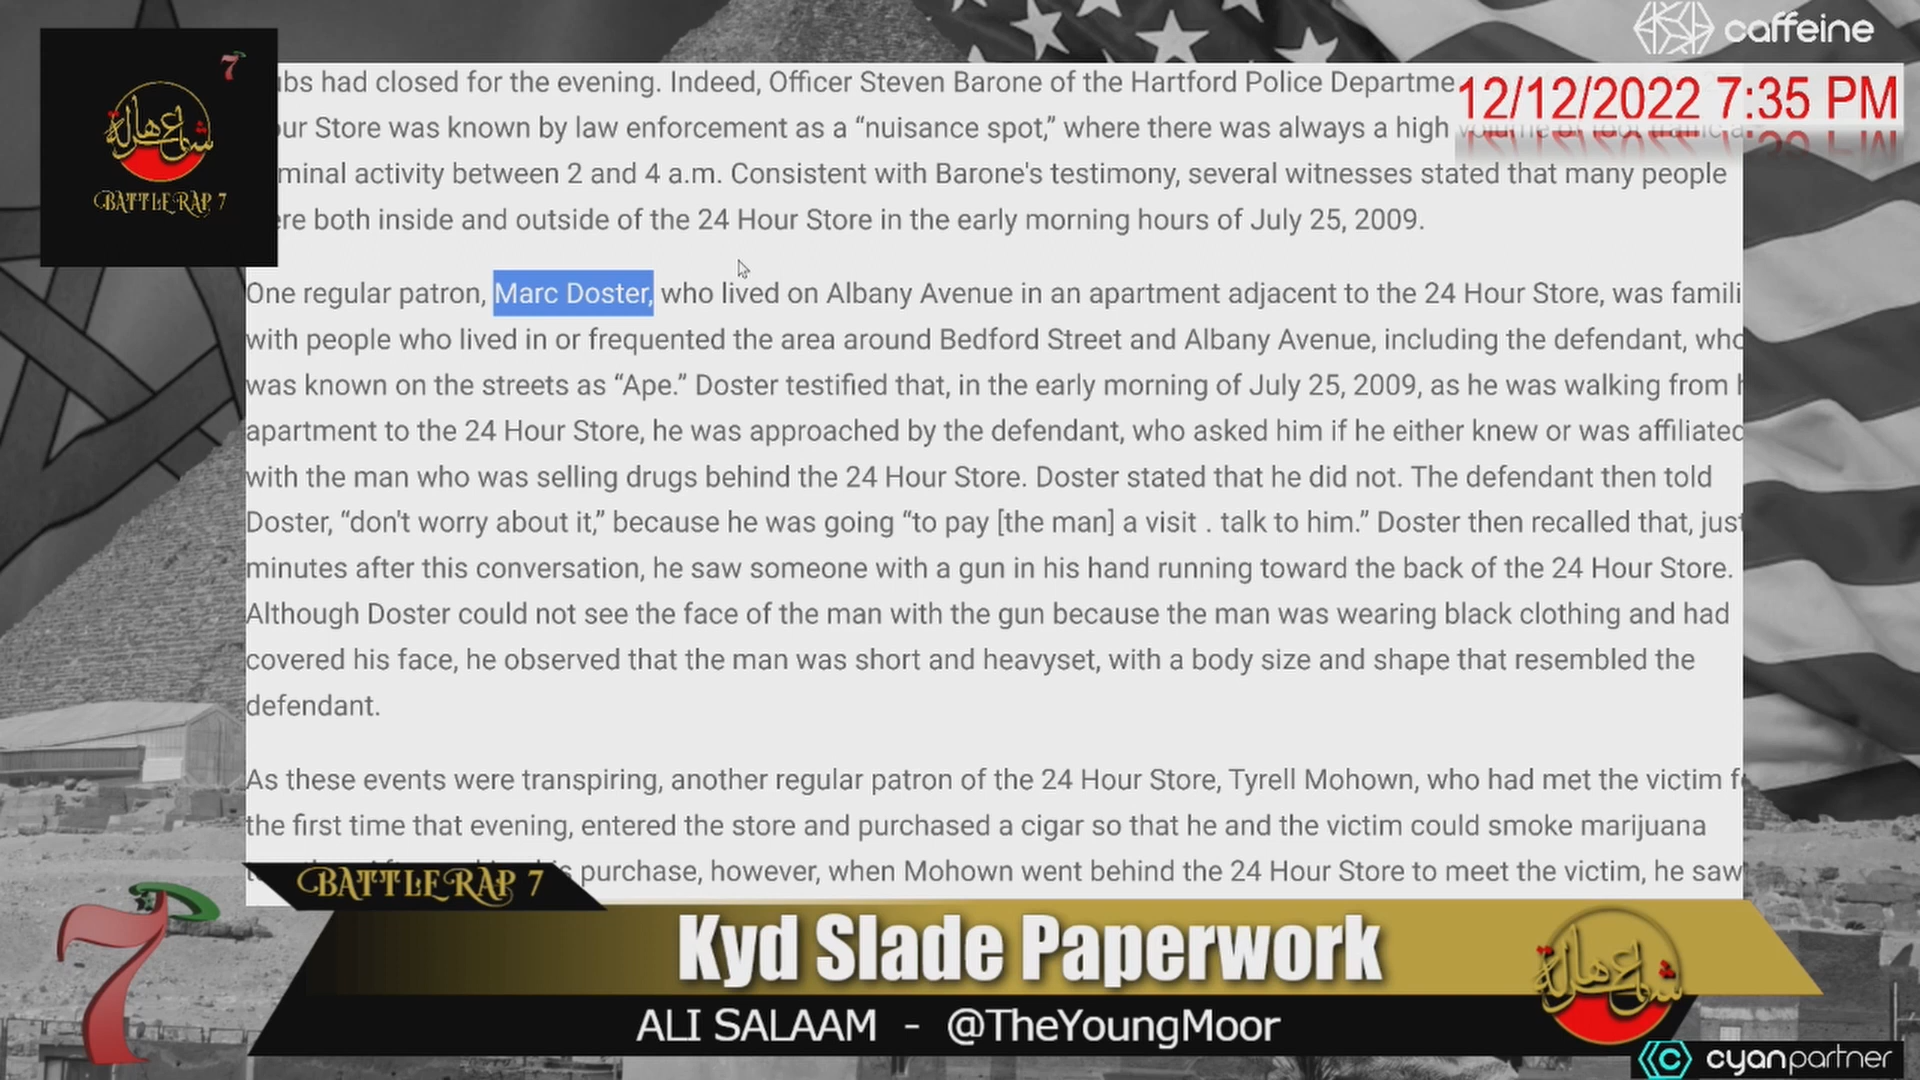 caffeine
12/12/2022 7:35 PM
7
BATTLE RAP 7
ubs had closed for the evening. Indeed, Officer Steven Barone of the Hartford Police Departme
our Store was known by law enforcement as a “nuisance spot,” where there was always a high volume of foot traffic a
minal activity between 2 and 4 a.m. Consistent with Barone's testimony, several witnesses stated that many people
ere both inside and outside of the 24 Hour Store in the early morning hours of July 25, 2009.
One regular patron, Marc Doster, who lived on Albany Avenue in an apartment adjacent to the 24 Hour Store, was famili
with people who lived in or frequented the area around Bedford Street and Albany Avenue, including the defendant, who
was known on the streets as “Ape.” Doster testified that, in the early morning of July 25, 2009, as he was walking from h
apartment to the 24 Hour Store, he was approached by the defendant, who asked him if he either knew or was affiliated
with the man who was selling drugs behind the 24 Hour Store. Doster stated that he did not. The defendant then told
Doster, “don't worry about it,” because he was going “to pay [the man] a visit . talk to him.” Doster then recalled that, just
minutes after this conversation, he saw someone with a gun in his hand running toward the back of the 24 Hour Store.
Although Doster could not see the face of the man with the gun because the man was wearing black clothing and had
covered his face, he observed that the man was short and heavyset, with a body size and shape that resembled the
defendant.
As these events were transpiring, another regular patron of the 24 Hour Store, Tyrell Mohown, who had met the victim f
the first time that evening, entered the store and purchased a cigar so that he and the victim could smoke marijuana
purchase, however, when Mohown went behind the 24 Hour Store to meet the victim, he saw
BATTLE RAP 7
7
Kyd Slade Paperwork
ALI SALAAM - @TheYoungMoor
cyanpartner